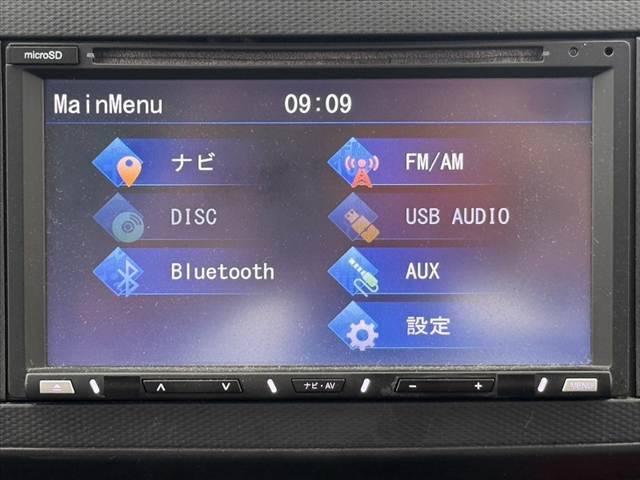 microSD
MainMenu 09:09
ナビ FM/AM
DISC USB AUDIO
Bluetooth AUX
設定
ナビ・AV − + MENU